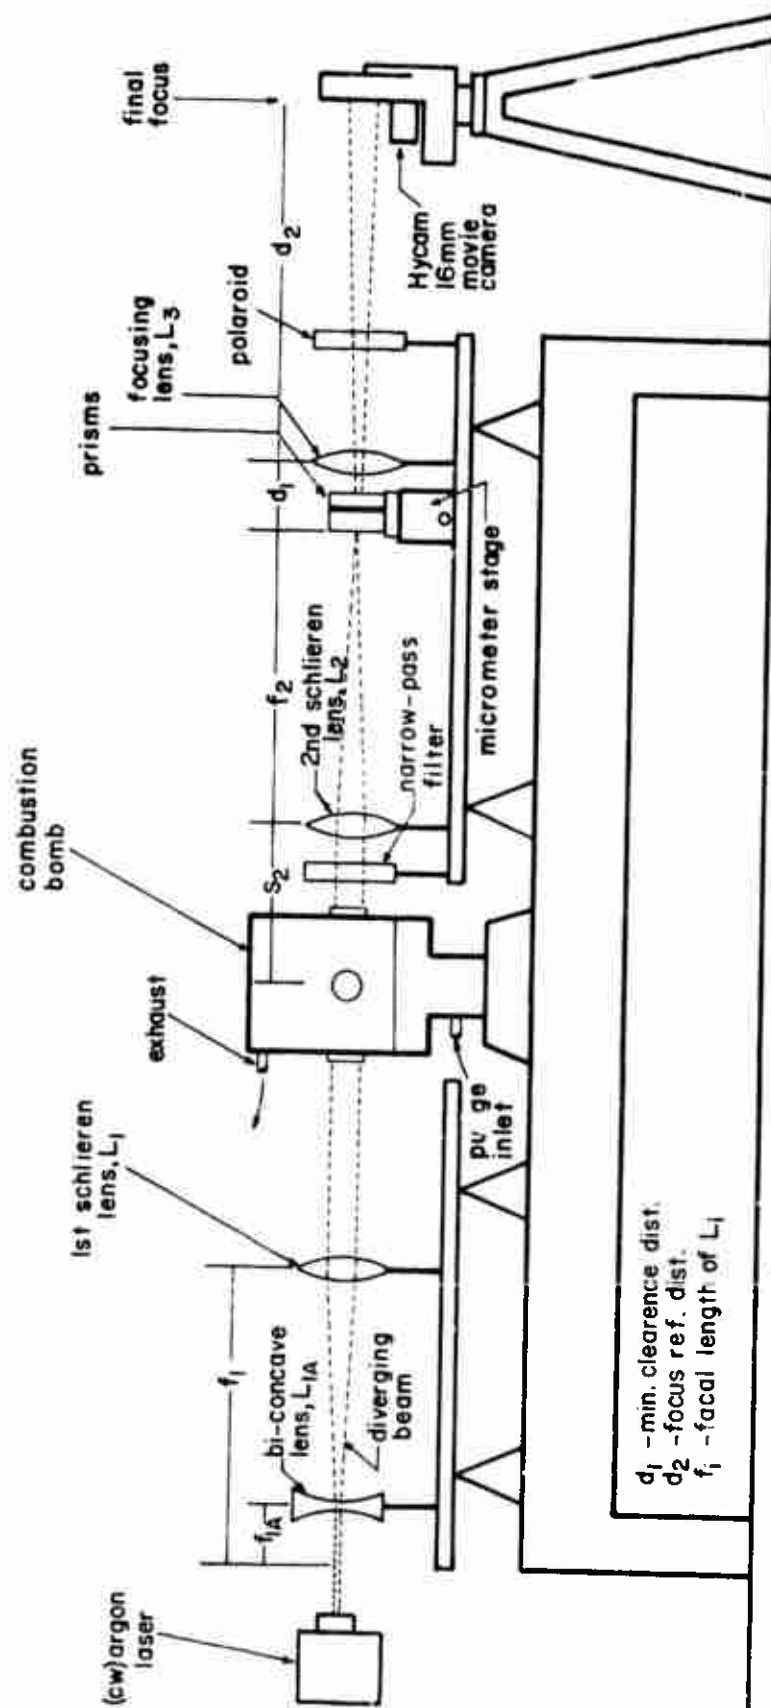 (cw) argon
laser
f1A
f1
bi-concave
lens, L1A
diverging
beam
1st schlieren
lens, L1
exhaust
pu ge
inlet
combustion
bomb
s2
f2
2nd schlieren
lens, L2
narrow-pass
filter
micrometer stage
d1
prisms
focusing
lens, L3
polaroid
d2
Hycam
16mm
movie
camera
final
focus
d1 -min. clearence dist.
d2 -focus ref. dist.
f1 -facal length of L1